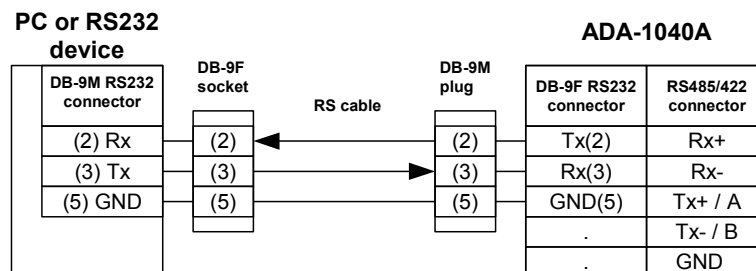 PC or RS232
device
ADA-1040A
DB-9M RS232
connector
DB-9F
socket
RS cable
DB-9M
plug
DB-9F RS232
connector
RS485/422
connector
(2) Rx
(2)
(2)
Tx(2)
Rx+
(3) Tx
(3)
(3)
Rx(3)
Rx-
(5) GND
(5)
(5)
GND(5)
Tx+ / A
.
Tx- / B
.
GND